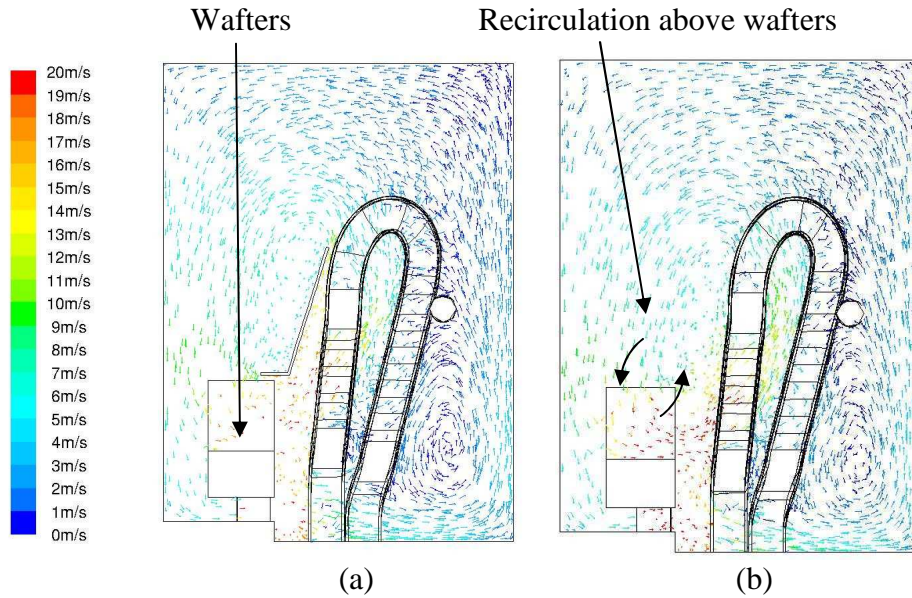 Wafters
Recirculation above wafters
20m/s
19m/s
18m/s
17m/s
16m/s
15m/s
14m/s
13m/s
12m/s
11m/s
10m/s
9m/s
8m/s
7m/s
6m/s
5m/s
4m/s
3m/s
2m/s
1m/s
0m/s
(a)
(b)